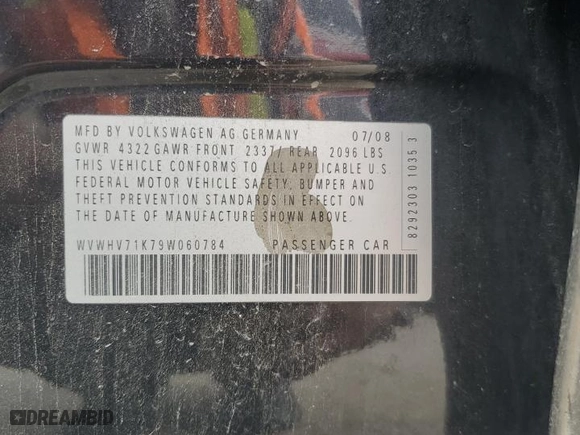 MFD BY VOLKSWAGEN AG GERMANY 07/08
GVWR 4322 GAWR FRONT 2337/ REAR 2096 LBS
THIS VEHICLE CONFORMS TO ALL APPLICABLE U.S.
FEDERAL MOTOR VEHICLE SAFETY, BUMPER AND
THEFT PREVENTION STANDARDS IN EFFECT ON
THE DATE OF MANUFACTURE SHOWN ABOVE.
WVWHV71K79W060784 PASSENGER CAR
8292303 1035 3
DREAMBID